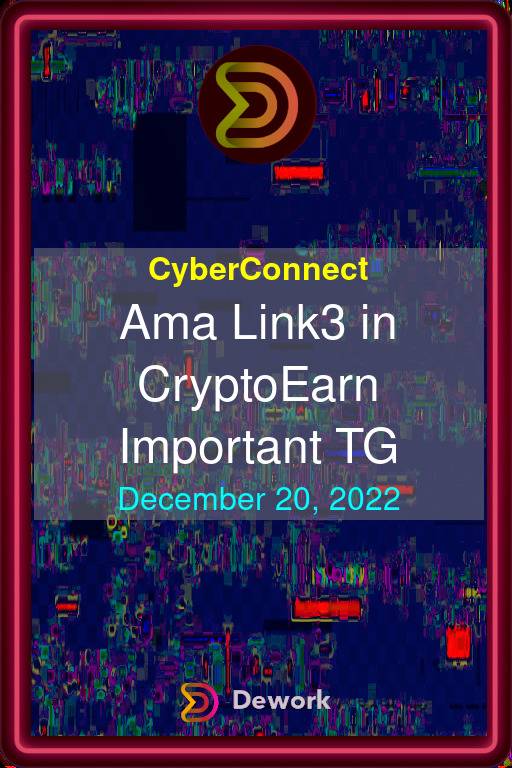 CyberConnect
Ama Link3 in
CryptoEarn
Important TG
December 20, 2022
Dework